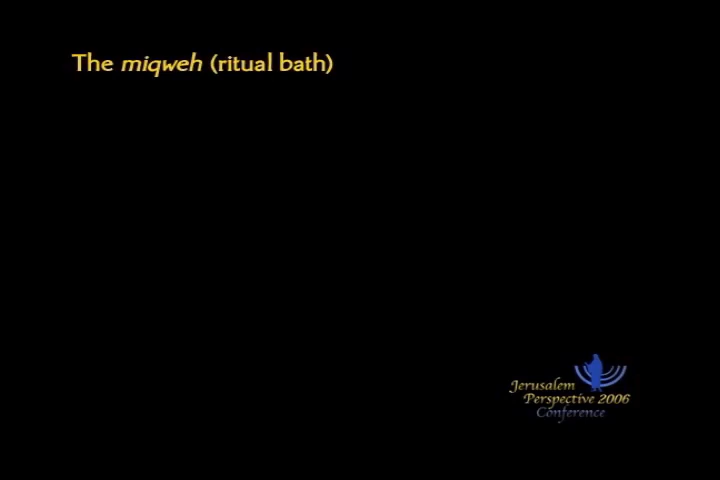 The miqweh (ritual bath)
Jerusalem
Perspective 2006
Conference